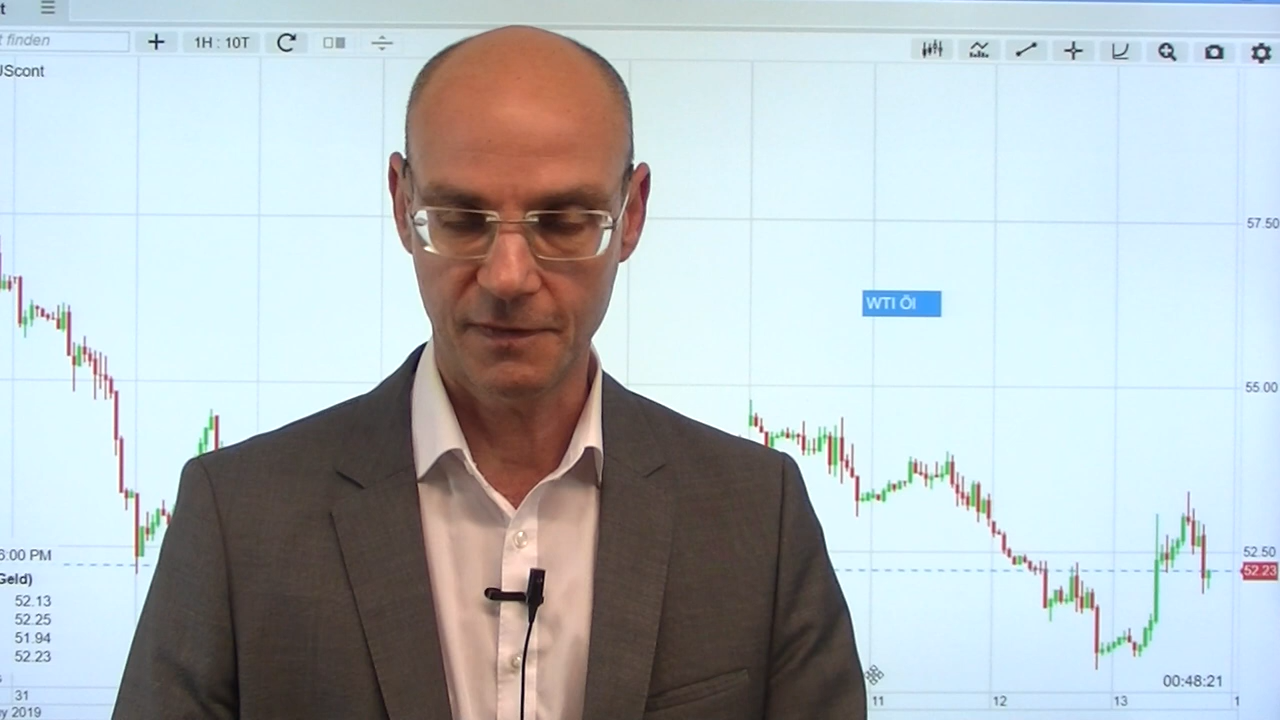 t
t finden
1H : 10T
JScont
57.50
WTI Öl
55.00
6:00 PM
52.50
Geld)
52.23
52.13
52.25
51.94
52.23
00:48:21
31
11
12
13
1
y 2019